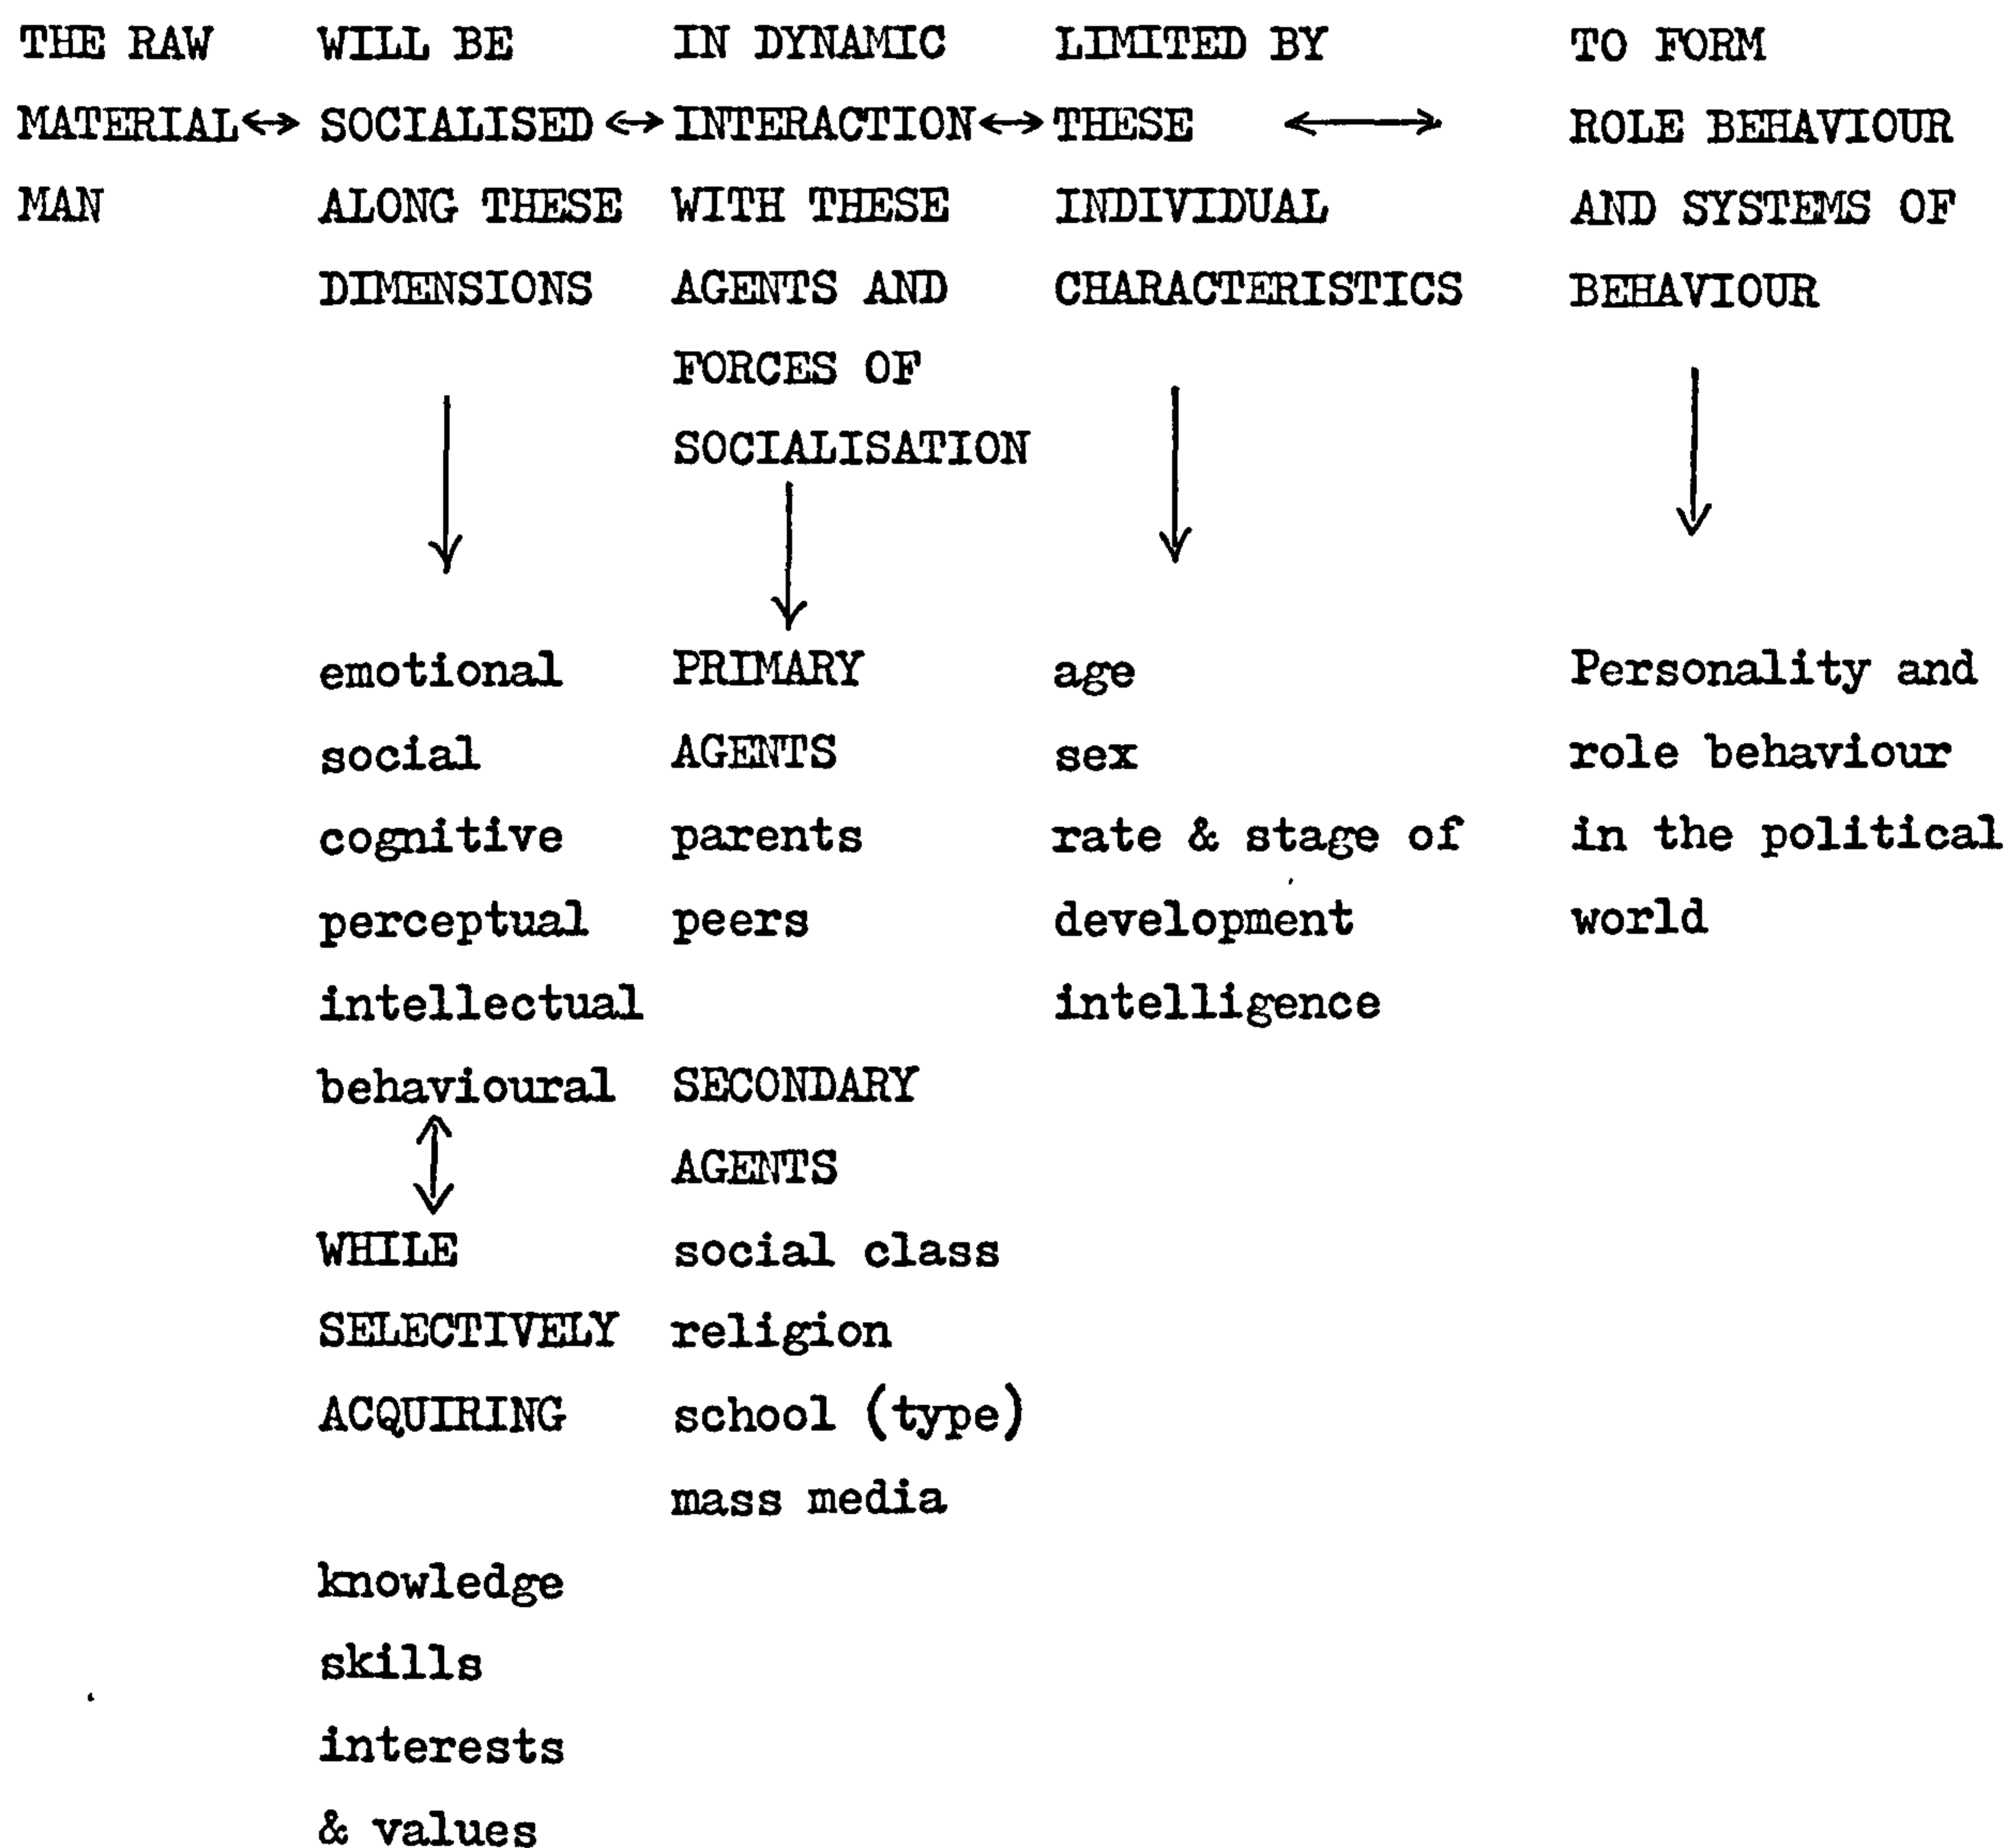 THE RAW WILL BE IN DYNAMIC LIMITED BY TO FORM
MATERIAL ↔ SOCIALISED ↔ INTERACTION ↔ THESE ↔ ROLE BEHAVIOUR
MAN ALONG THESE WITH THESE INDIVIDUAL AND SYSTEMS OF
DIMENSIONS AGENTS AND CHARACTERISTICS BEHAVIOUR
FORCES OF
SOCIALISATION
emotional PRIMARY age Personality and
social AGENTS sex role behaviour
cognitive parents rate & stage of in the political
perceptual peers development world
intellectual intelligence
behavioural SECONDARY
AGENTS
WHILE social class
SELECTIVELY religion
ACQUIRING school (type)
mass media
knowledge
skills
interests
& values